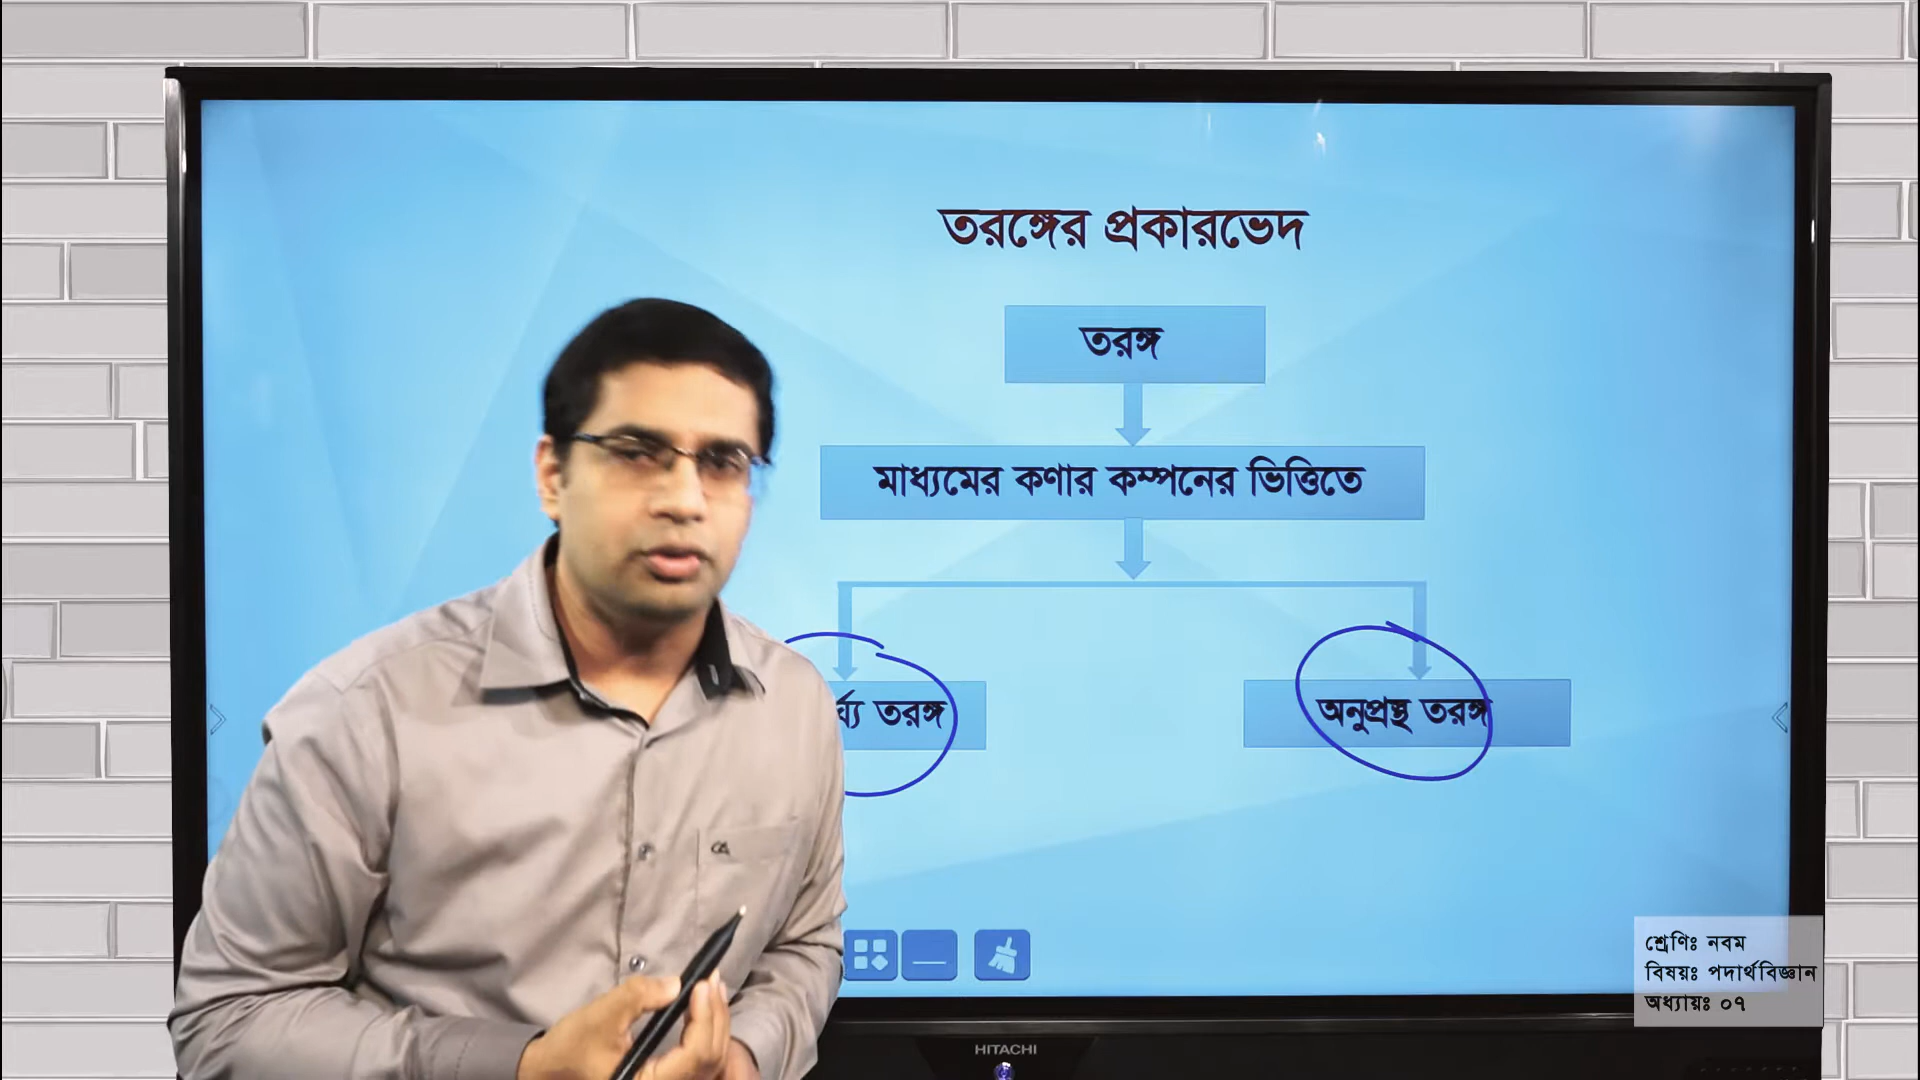 তরঙ্গের প্রকারভেদ
তরঙ্গ
মাধ্যমের কণার কম্পনের ভিত্তিতে
র্ঘ্য তরঙ্গ
অনুপ্রস্থ তরঙ্গ
শ্রেণিঃ নবম
বিষয়ঃ পদার্থবিজ্ঞান
অধ্যায়ঃ ০৭
HITACHI